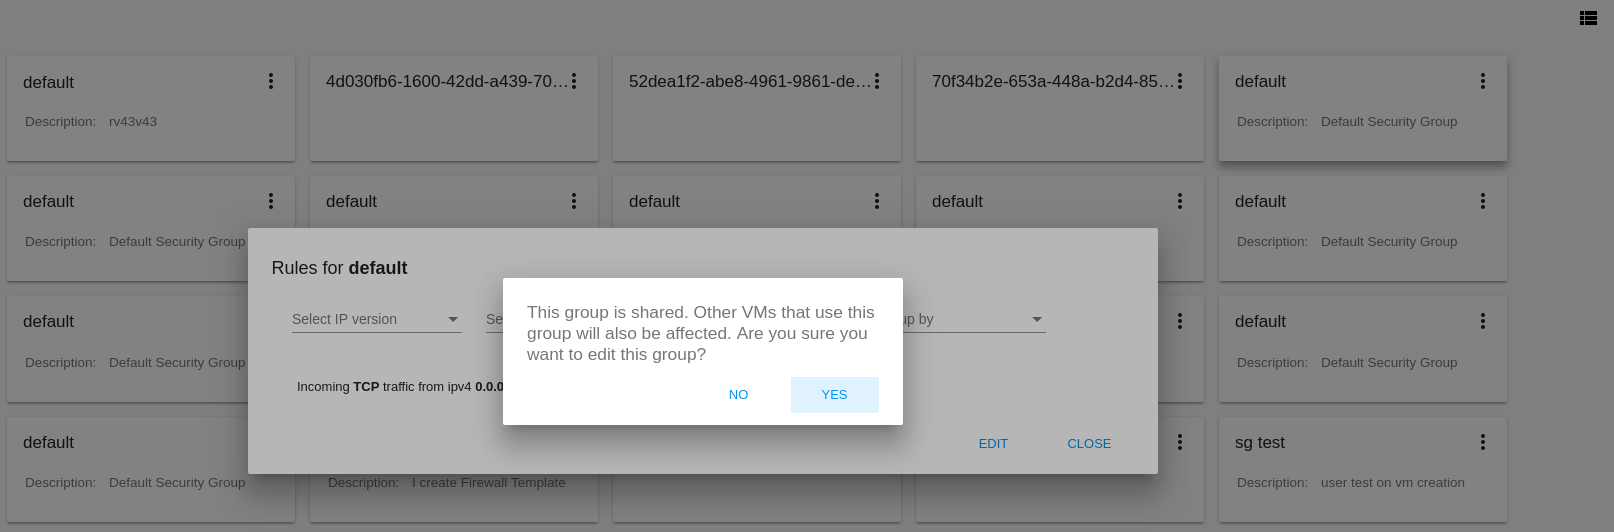 default
4d030fb6-1600-42dd-a439-70…
52dea1f2-abe8-4961-9861-de…
70f34b2e-653a-448a-b2d4-85…
default
Description: rv43v43
Description: Default Security Group
default
default
default
default
default
Description: Default Security Group
Description: Default Security Group
Rules for default
This group is shared. Other VMs that use this
group will also be affected. Are you sure you
want to edit this group?
NO
YES
Select IP version
Se
up by
Incoming TCP traffic from ipv4 0.0.0
EDIT
CLOSE
default
default
Description: Default Security Group
Description: Default Security Group
default
sg test
Description: Default Security Group
Description: I create Firewall Template
Description: user test on vm creation